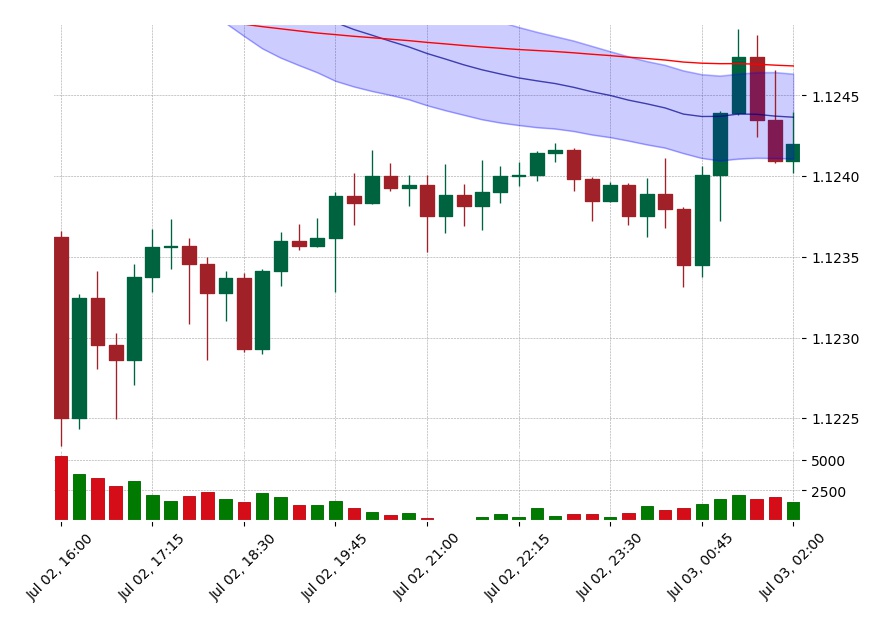 1.1245
1.1240
1.1235
1.1230
1.1225
5000
2500
Jul 02, 16:00
Jul 02, 17:15
Jul 02, 18:30
Jul 02, 19:45
Jul 02, 21:00
Jul 02, 22:15
Jul 02, 23:30
Jul 03, 00:45
Jul 03, 02:00